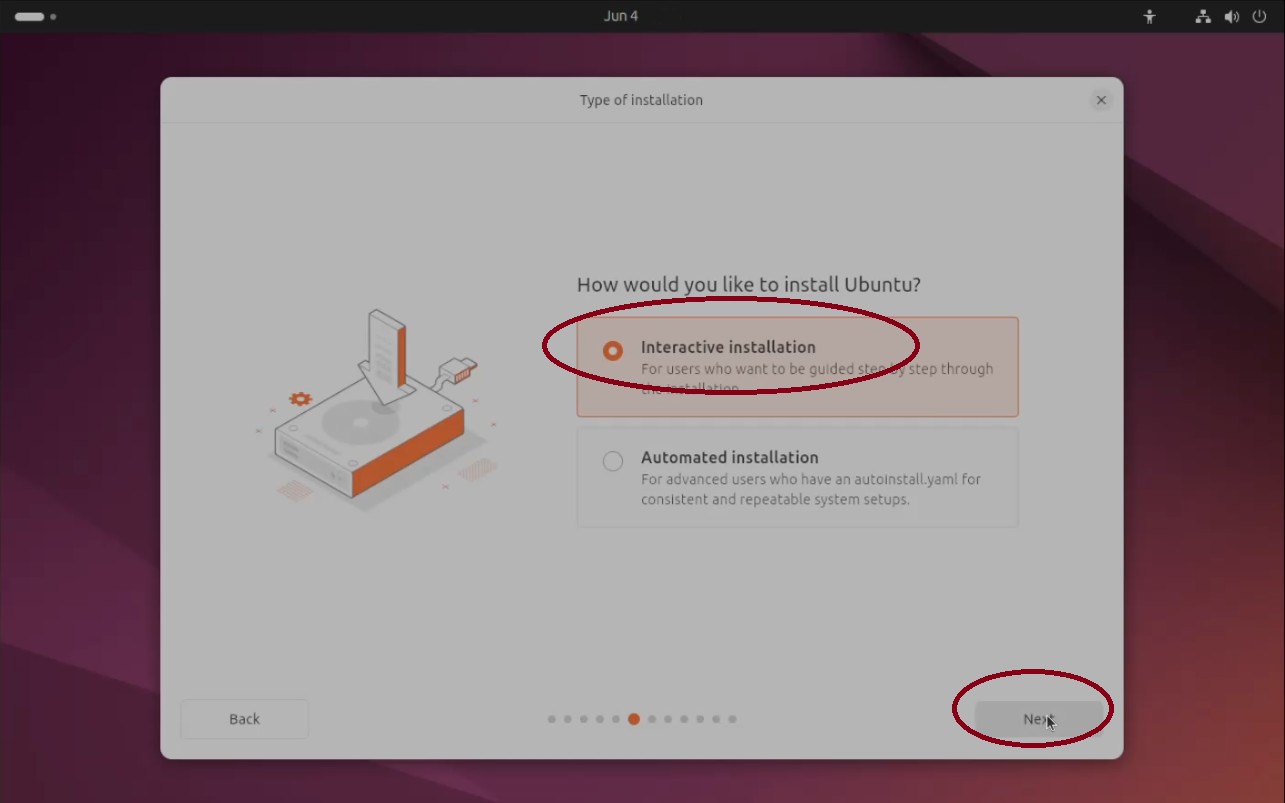 Jun 4
Type of installation
How would you like to install Ubuntu?
Interactive installation
For users who want to be guided step by step through
the installation.
Automated installation
For advanced users who have an autoinstall.yaml for
consistent and repeatable system setups.
Back
Next